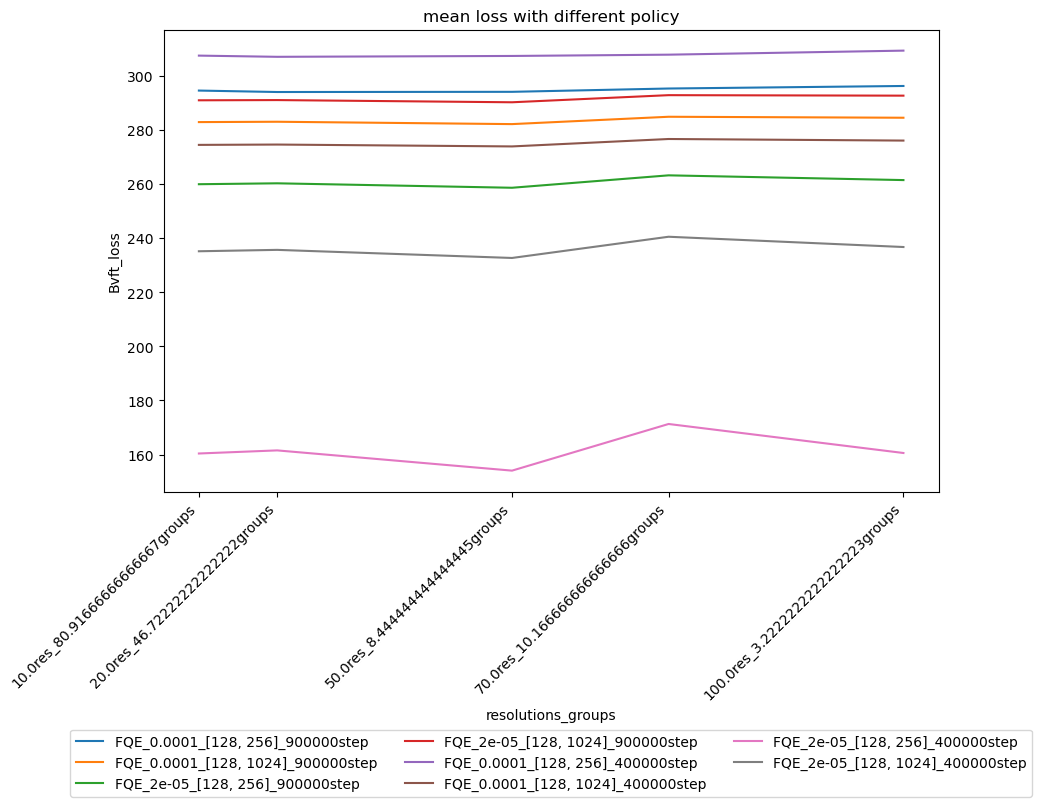 mean loss with different policy
Bvft_loss
300
280
260
240
220
200
180
160
10.0res_80.91666666666667groups
20.0res_46.72222222222222groups
50.0res_8.444444444444445groups
70.0res_10.166666666666666groups
100.0res_3.2222222222222223groups
resolutions_groups
FQE_0.0001_[128, 256]_900000step
FQE_0.0001_[128, 1024]_900000step
FQE_2e-05_[128, 256]_900000step
FQE_2e-05_[128, 1024]_900000step
FQE_0.0001_[128, 256]_400000step
FQE_0.0001_[128, 1024]_400000step
FQE_2e-05_[128, 256]_400000step
FQE_2e-05_[128, 1024]_400000step